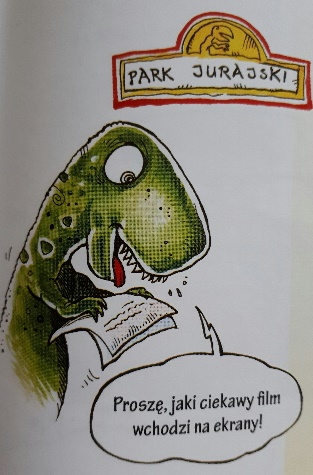 PARK JURAJSKI
Proszę, jaki ciekawy film
wchodzi na ekrany!